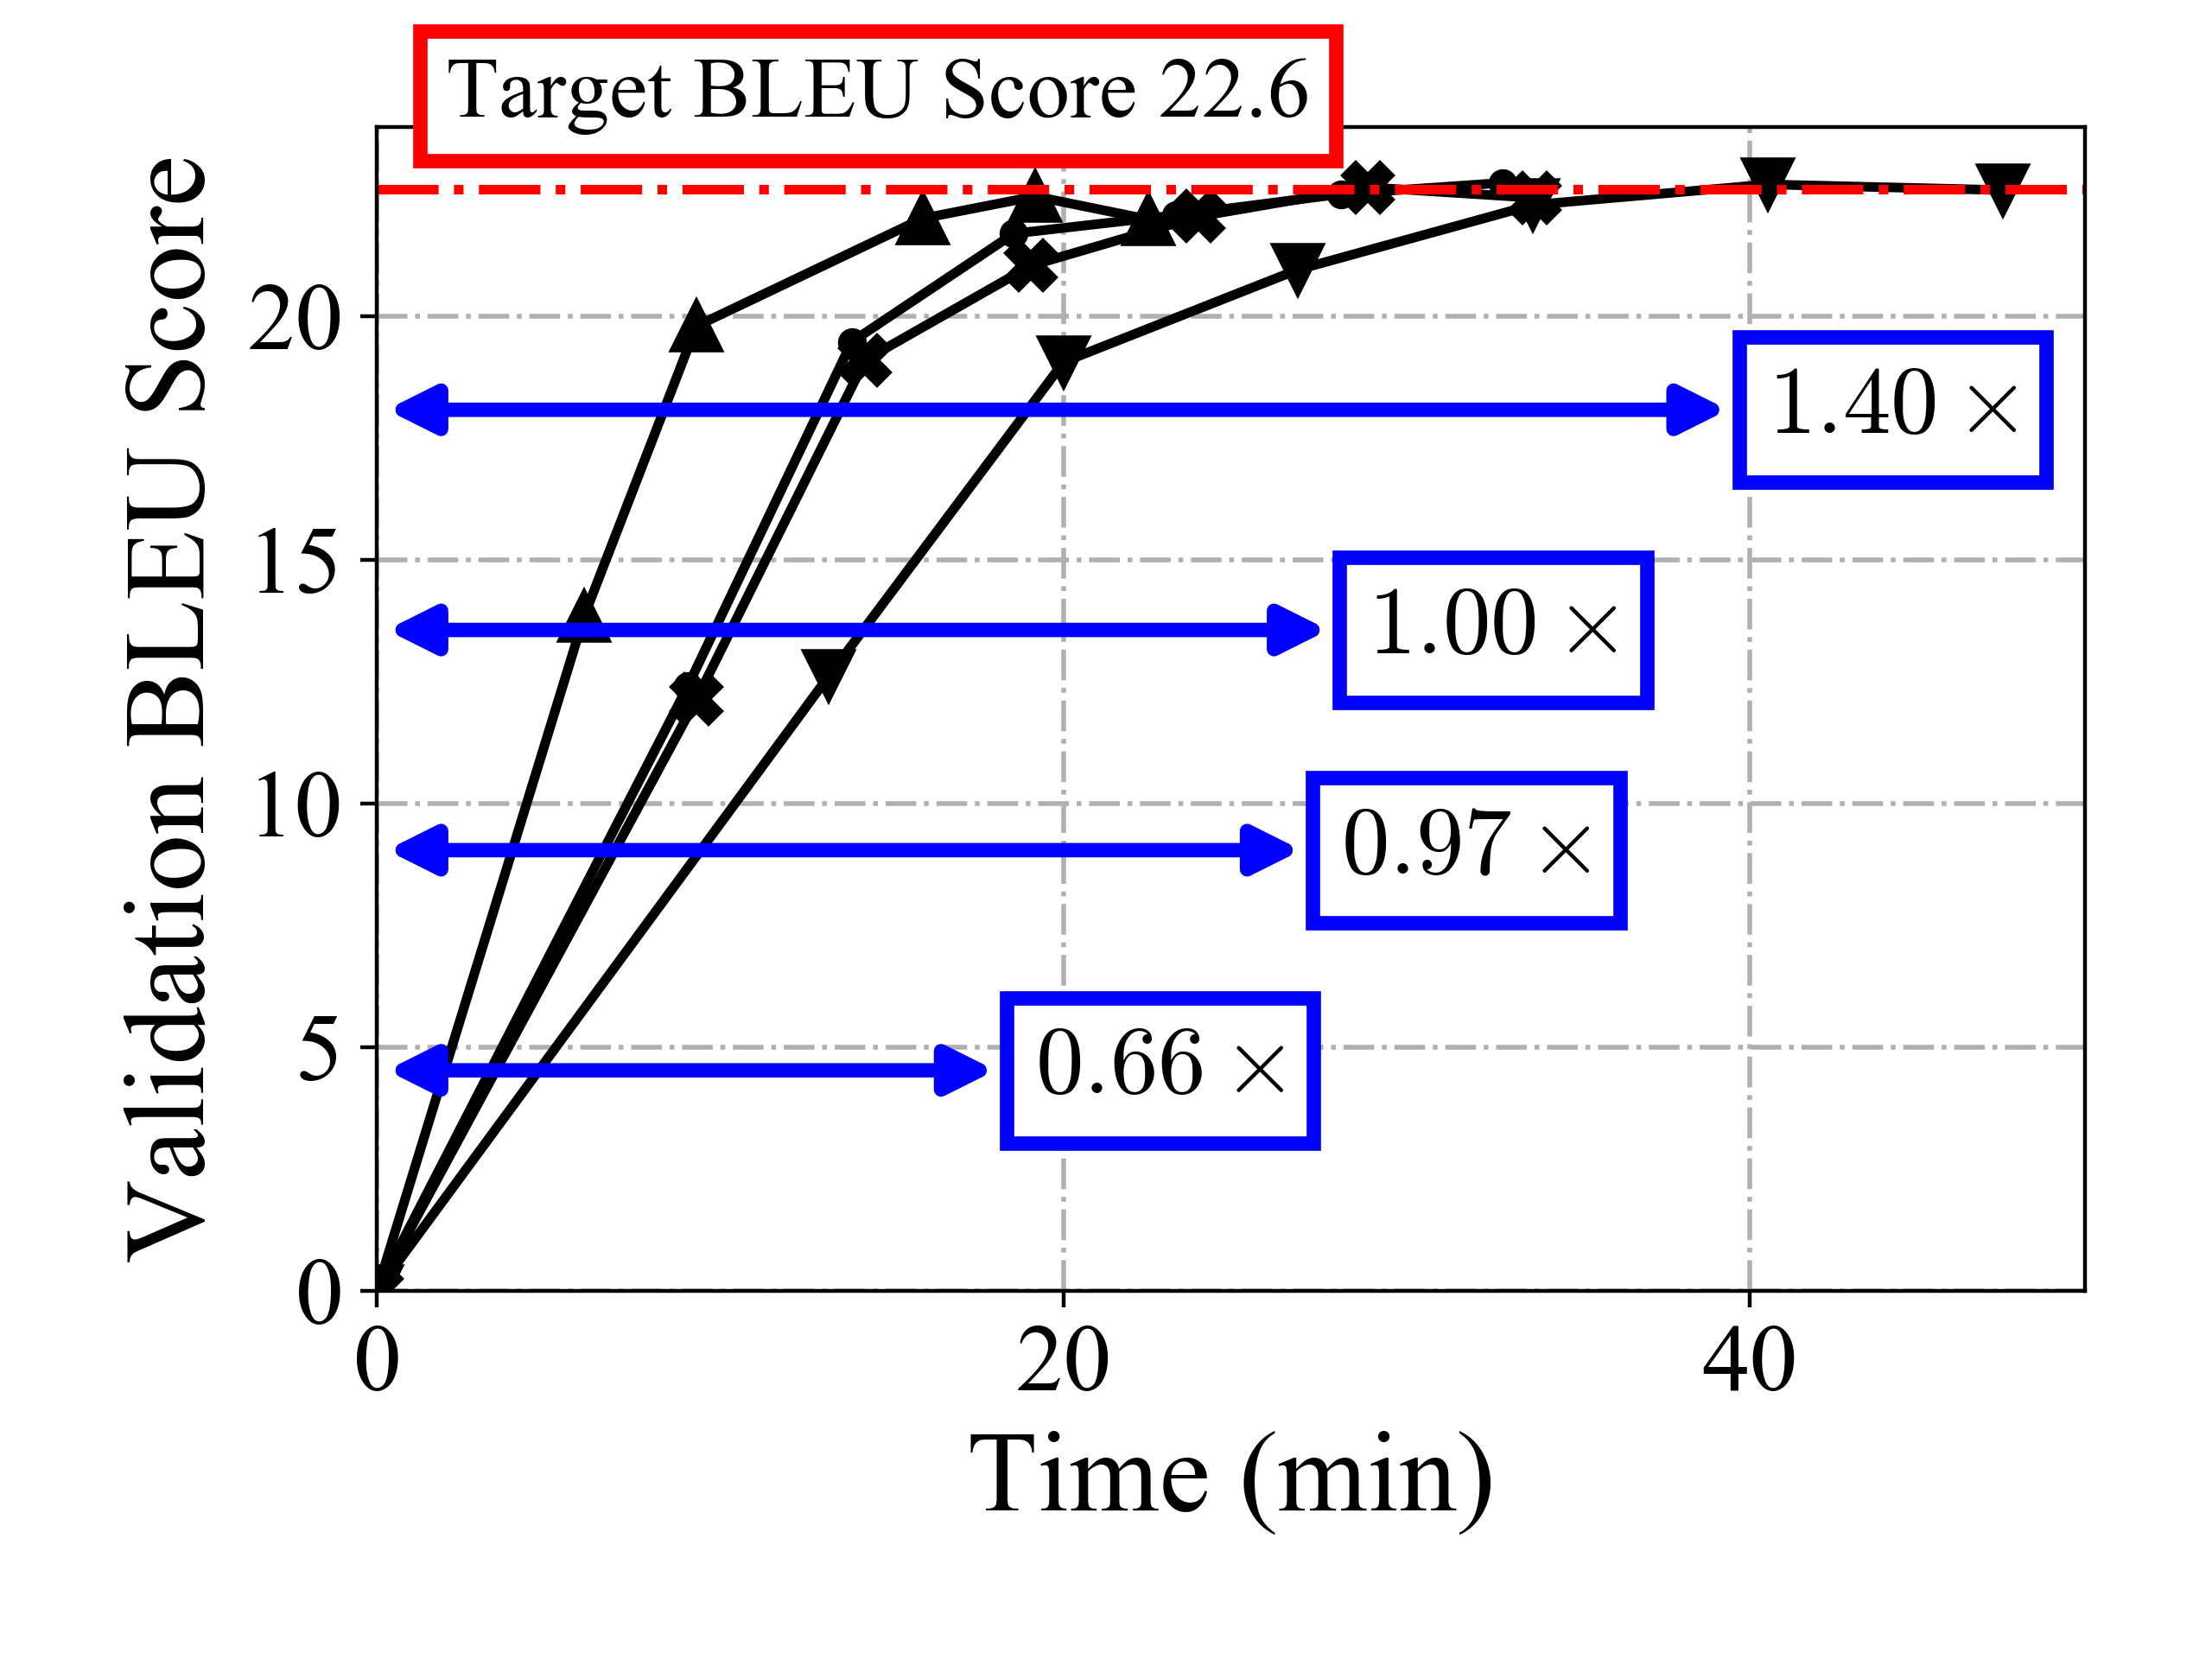 Target BLEU Score 22.6
Validation BLEU Score
20
15
10
5
0
1.40 ×
1.00 ×
0.97 ×
0.66 ×
0 20 40
Time (min)